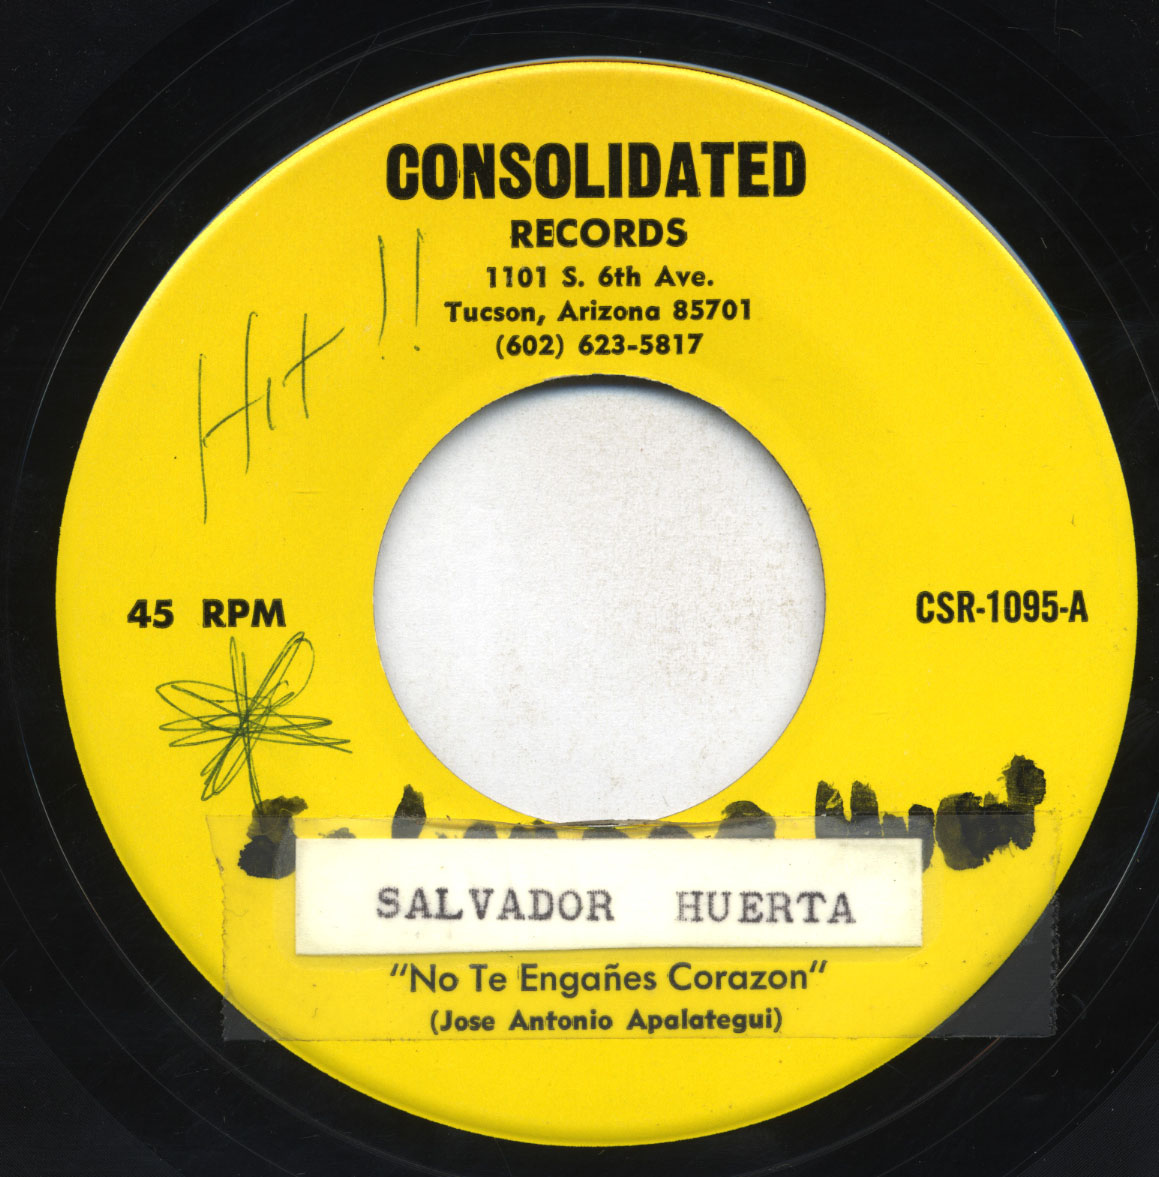 CONSOLIDATED
RECORDS
1101 S. 6th Ave.
Tucson, Arizona 85701
(602) 623-5817
Hit!!
45 RPM
CSR-1095-A
SALVADOR HUERTA
"No Te Engañes Corazon"
(Jose Antonio Apalategui)